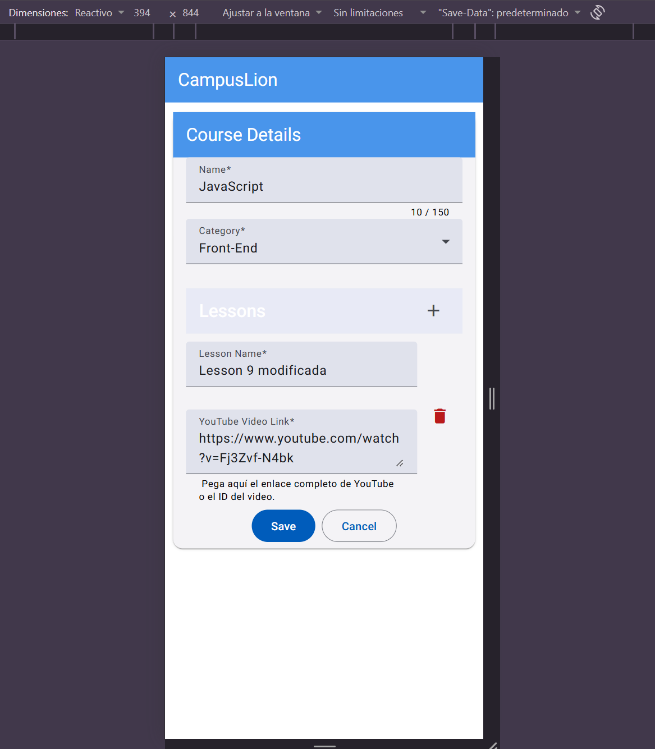 Dimensiones: Reactivo 394 × 844 Ajustar a la ventana Sin limitaciones "Save-Data": predeterminado
CampusLion
Course Details
Name*
JavaScript
10 / 150
Category*
Front-End
Lessons +
Lesson Name*
Lesson 9 modificada
YouTube Video Link*
https://www.youtube.com/watch
?v=Fj3Zvf-N4bk
Pega aquí el enlace completo de YouTube
o el ID del video.
Save Cancel